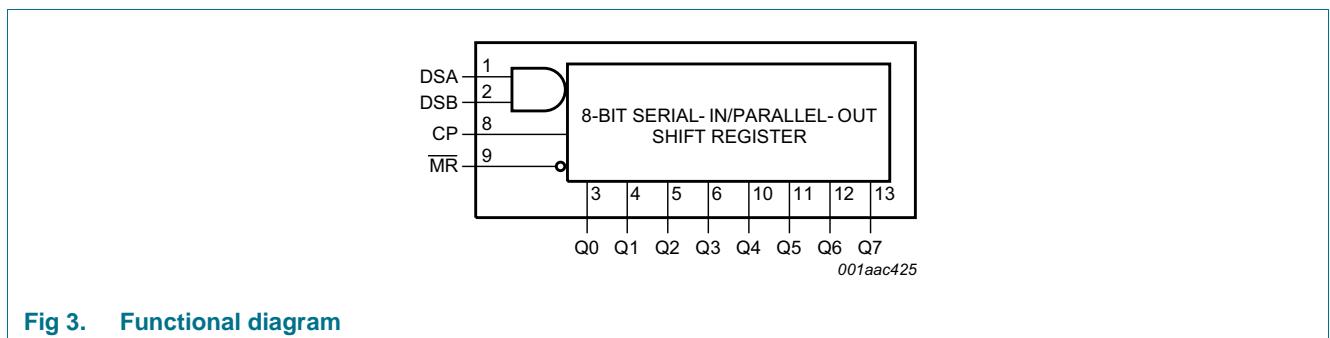 DSA 1
DSB 2
CP 8
MR 9
8-BIT SERIAL- IN/PARALLEL- OUT
SHIFT REGISTER
3 4 5 6 10 11 12 13
Q0 Q1 Q2 Q3 Q4 Q5 Q6 Q7
001aac425
Fig 3. Functional diagram